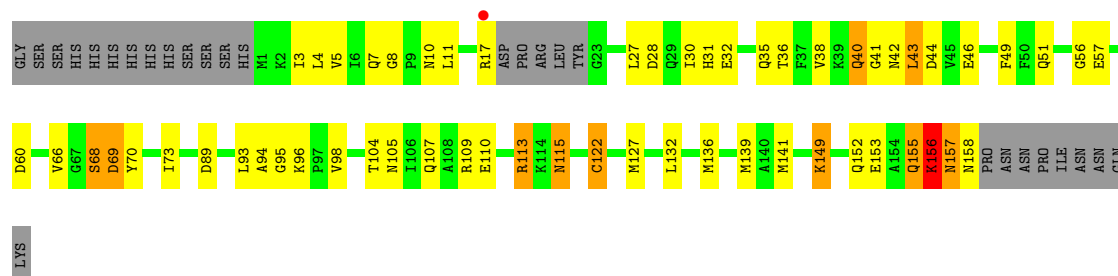 GLY SER SER HIS HIS HIS HIS HIS HIS SER SER SER HIS M1 K2 I3 L4 V5 I6 Q7 G8 P9 N10 L11 R17 ASP PRO ARG LEU TYR G23 L27 D28 Q29 I30 H31 E32 Q35 T36 F37 V38 K39 Q40 G41 N42 L43 D44 V45 E46 F49 F50 Q51 G56 E57
D60 V66 G67 S68 D69 Y70 I73 D89 L93 A94 G95 K96 P97 V98 T104 N105 I106 Q107 A108 R109 E110 R113 K114 N115 C122 M127 L132 M136 M139 A140 M141 K149 Q152 E153 A154 Q155 K156 N157 N158 PRO ASN ASN PRO ILE ASN ASN GLN
LYS